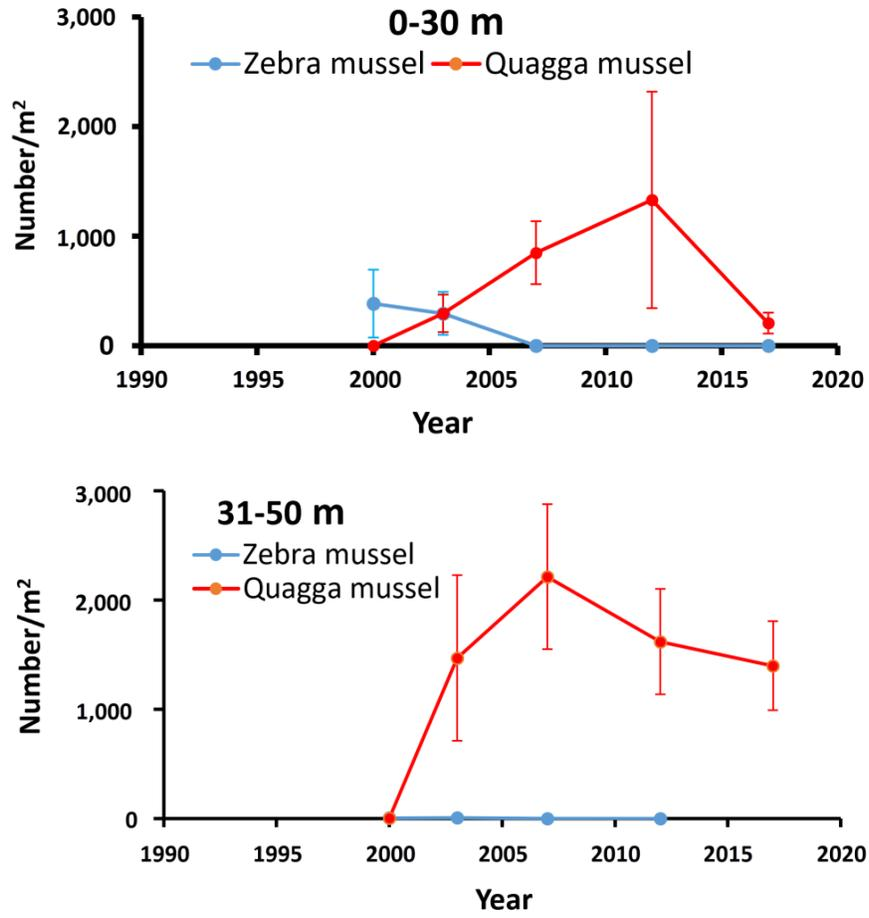 0-30 m
Zebra mussel Quagga mussel
Number/m²
3,000
2,000
1,000
0
1990 1995 2000 2005 2010 2015 2020
Year
31-50 m
Zebra mussel
Quagga mussel
Number/m²
3,000
2,000
1,000
0
1990 1995 2000 2005 2010 2015 2020
Year